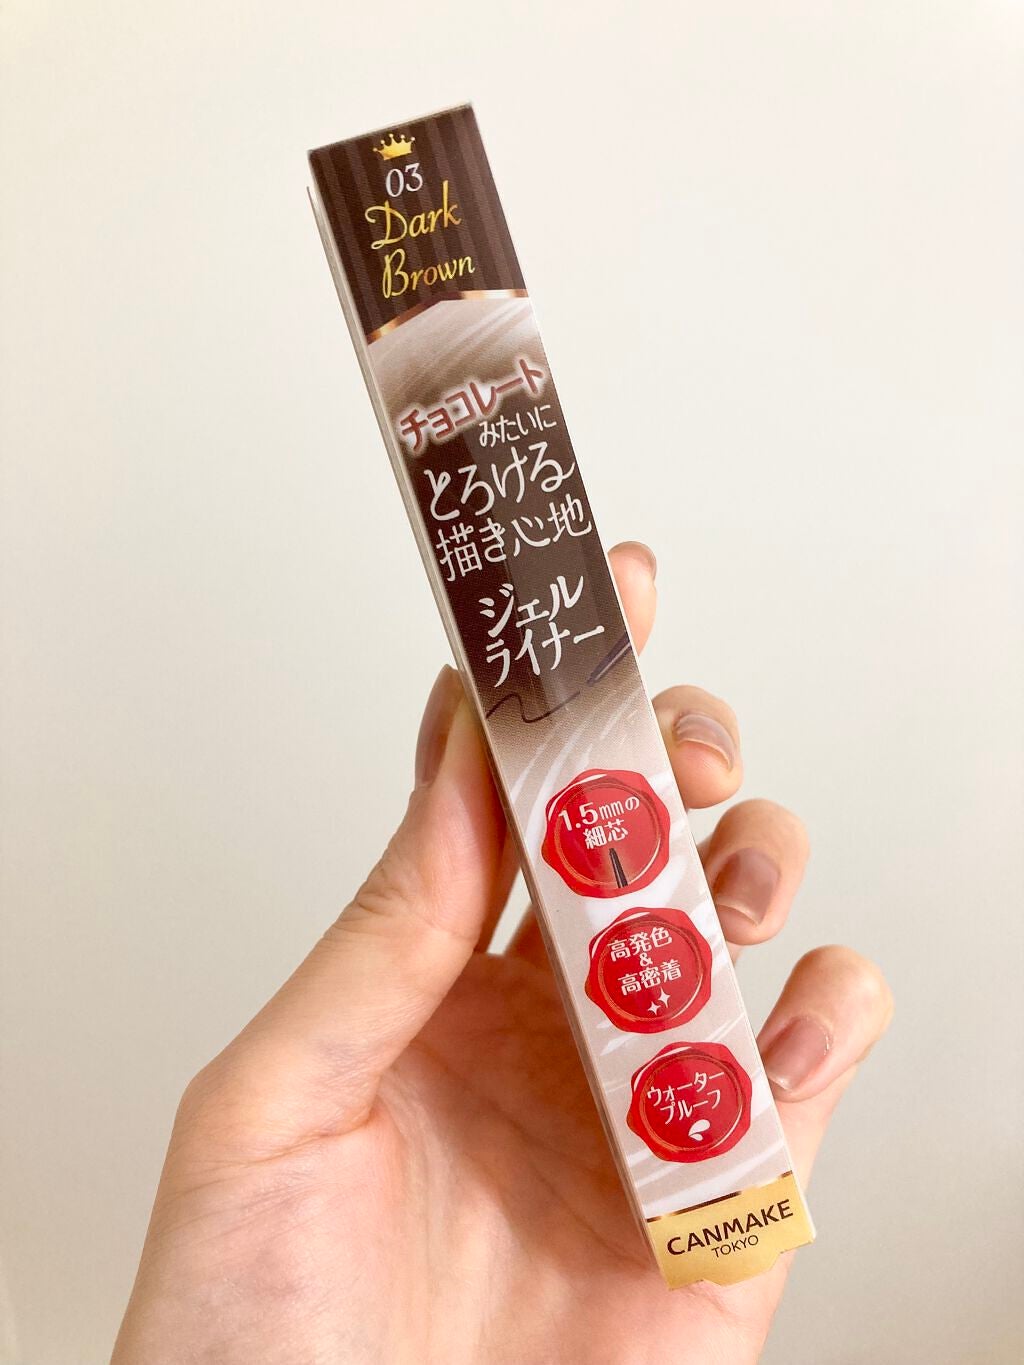 03
Dark
Brown
チョコレート
みたいに
とろける
描き心地
ジェル
ライナー
1.5mmの
細芯
高発色
&
高密着
ウォーター
プルーフ
CANMAKE
TOKYO